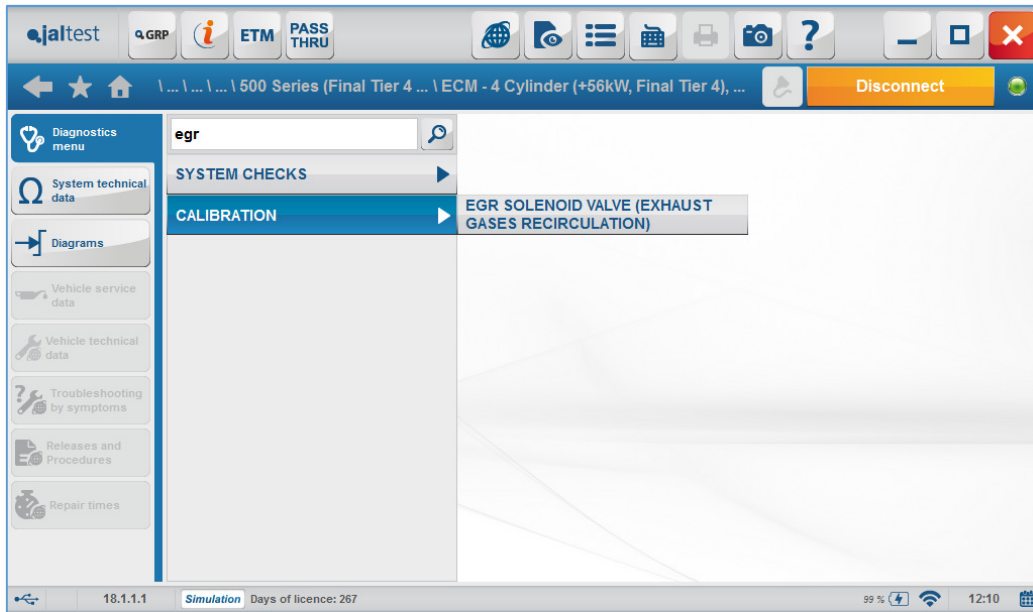 jaltest
GRP
i
ETM
PASS
THRU
?
\ ... \ ... \ ... \ 500 Series (Final Tier 4 ... \ ECM - 4 Cylinder (+56kW, Final Tier 4), ...
Disconnect
Diagnostics
menu
System technical
data
Diagrams
Vehicle service
data
Vehicle technical
data
Troubleshooting
by symptoms
Releases and
Procedures
Repair times
egr
SYSTEM CHECKS
CALIBRATION
EGR SOLENOID VALVE (EXHAUST
GASES RECIRCULATION)
18.1.1.1
Simulation Days of licence: 267
99 %
12:10